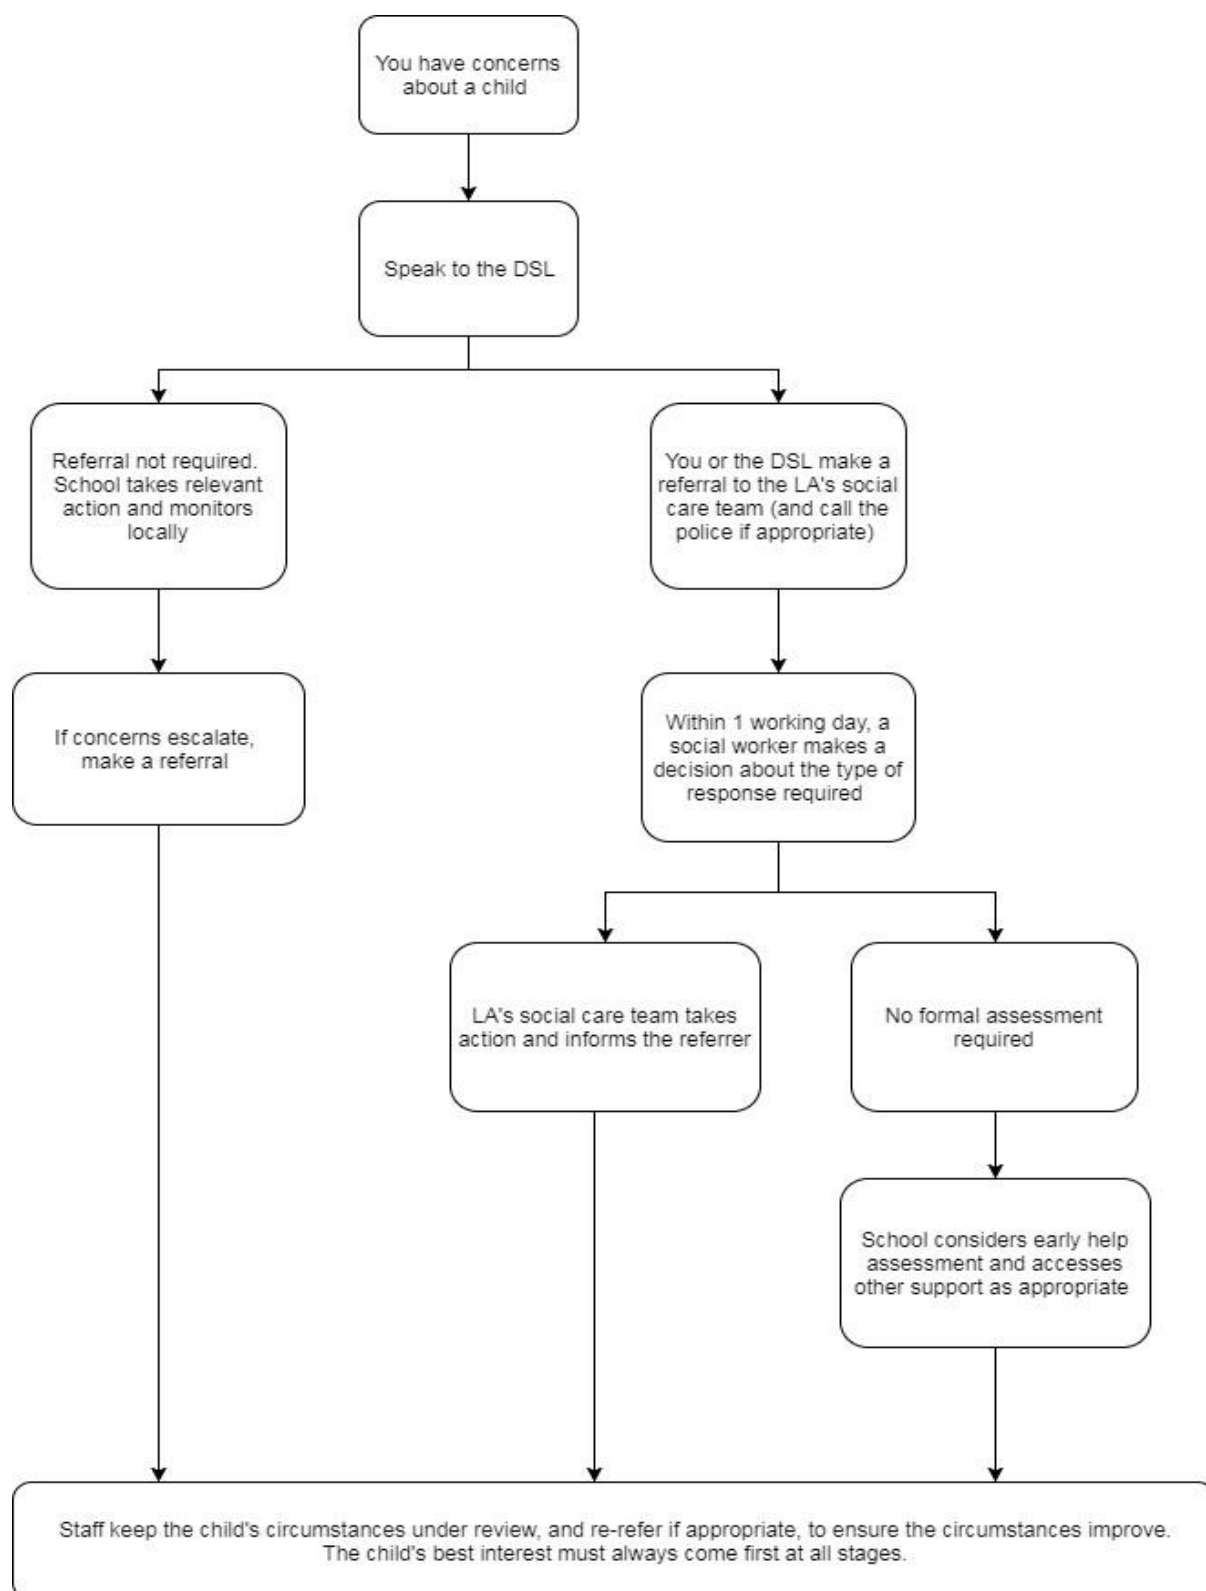 You have concerns
about a child
Speak to the DSL
Referral not required.
School takes relevant
action and monitors
locally
You or the DSL make a
referral to the LA's social
care team (and call the
police if appropriate)
If concerns escalate,
make a referral
Within 1 working day, a
social worker makes a
decision about the type of
response required
LA's social care team takes
action and informs the referrer
No formal assessment
required
School considers early help
assessment and accesses
other support as appropriate
Staff keep the child's circumstances under review, and re-refer if appropriate, to ensure the circumstances improve.
The child's best interest must always come first at all stages.